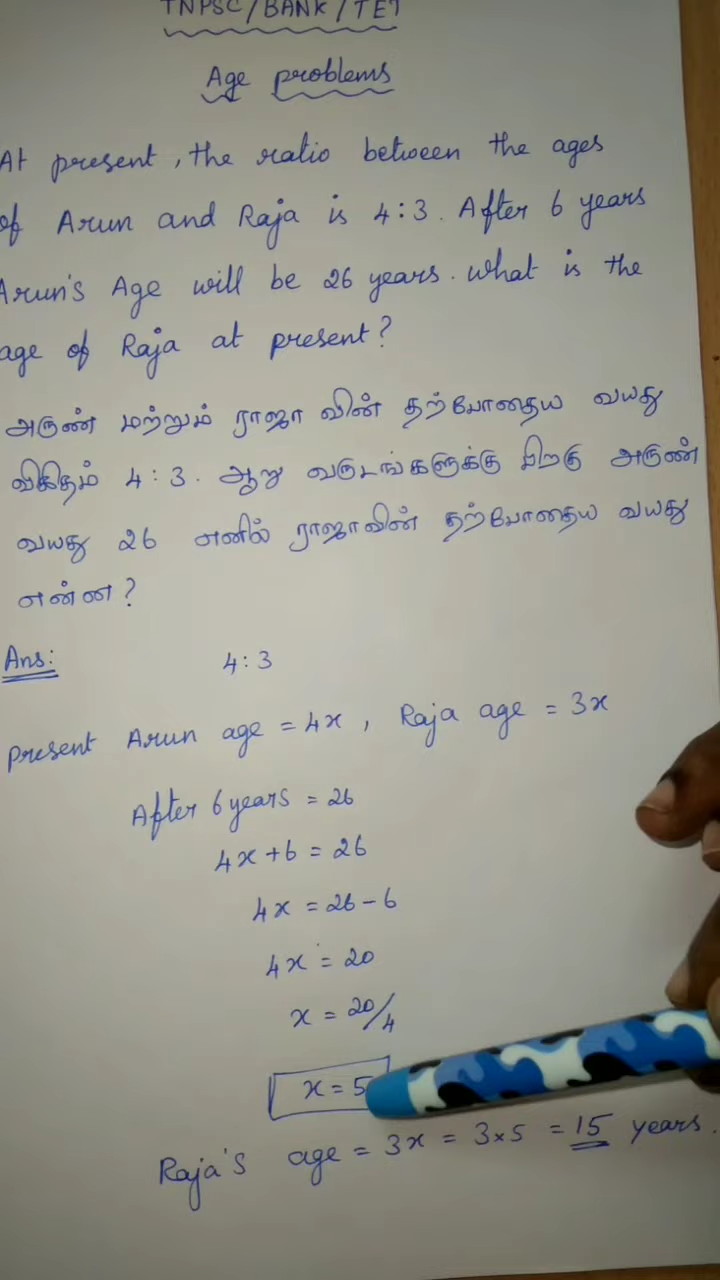 TNPSC/BANK/TET
Age problems
At present, the ratio between the ages
of Arun and Raja is 4:3. After 6 years
Arun's Age will be 26 years. what is the
age of Raja at present?
அருண் மற்றும் ராஜா வின் தற்போதைய வயது
விகிதம் 4:3. ஆறு வருடங்களுக்கு பிறகு அருண்
வயது 26 எனில் ராஜாவின் தற்போதைய வயது
என்ன?
Ans:
4:3
Present Arun age = 4x, Raja age = 3x
After 6 years = 26
4x + 6 = 26
4x = 26 - 6
4x = 20
x = 20/4
x = 5
Raja's age = 3x = 3×5 = 15 years.